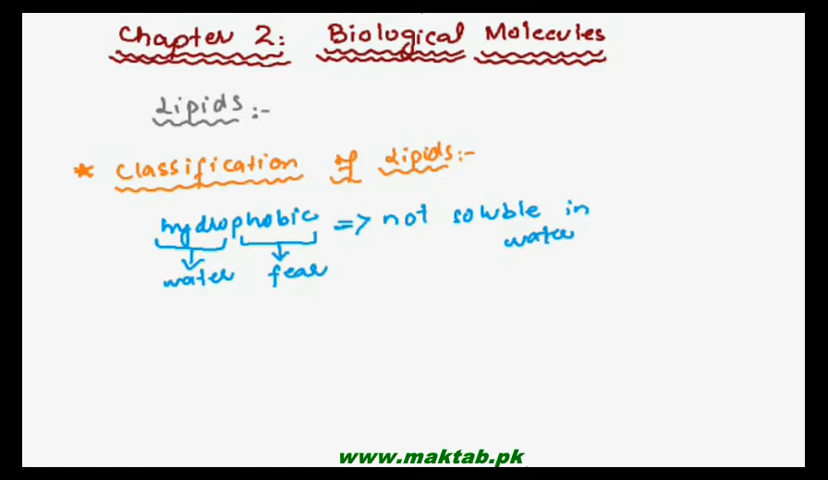 Chapter 2: Biological Molecules
Lipids:-
* Classification of Lipids:-
hydrophobic => not soluble in
water
water fear
www.maktab.pk